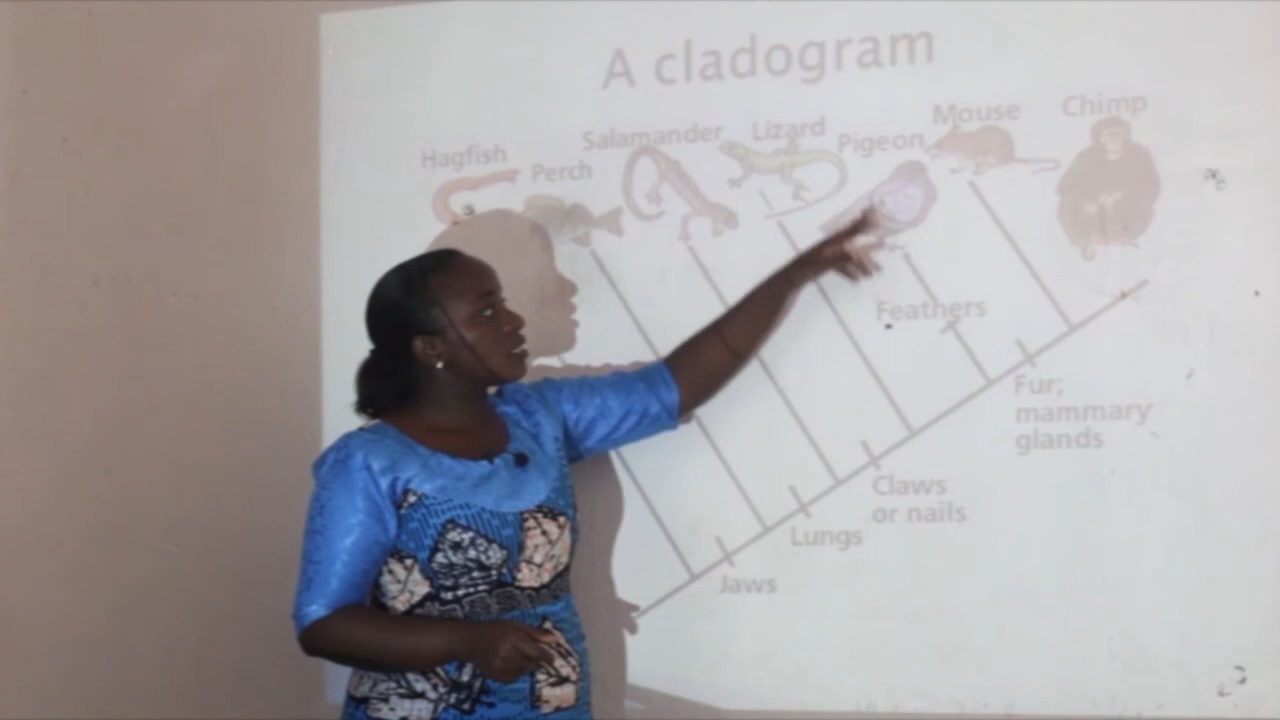 A cladogram
Hagfish
Perch
Salamander
Lizard
Pigeon
Mouse
Chimp
Feathers
Fur;
mammary
glands
Claws
or nails
Lungs
Jaws